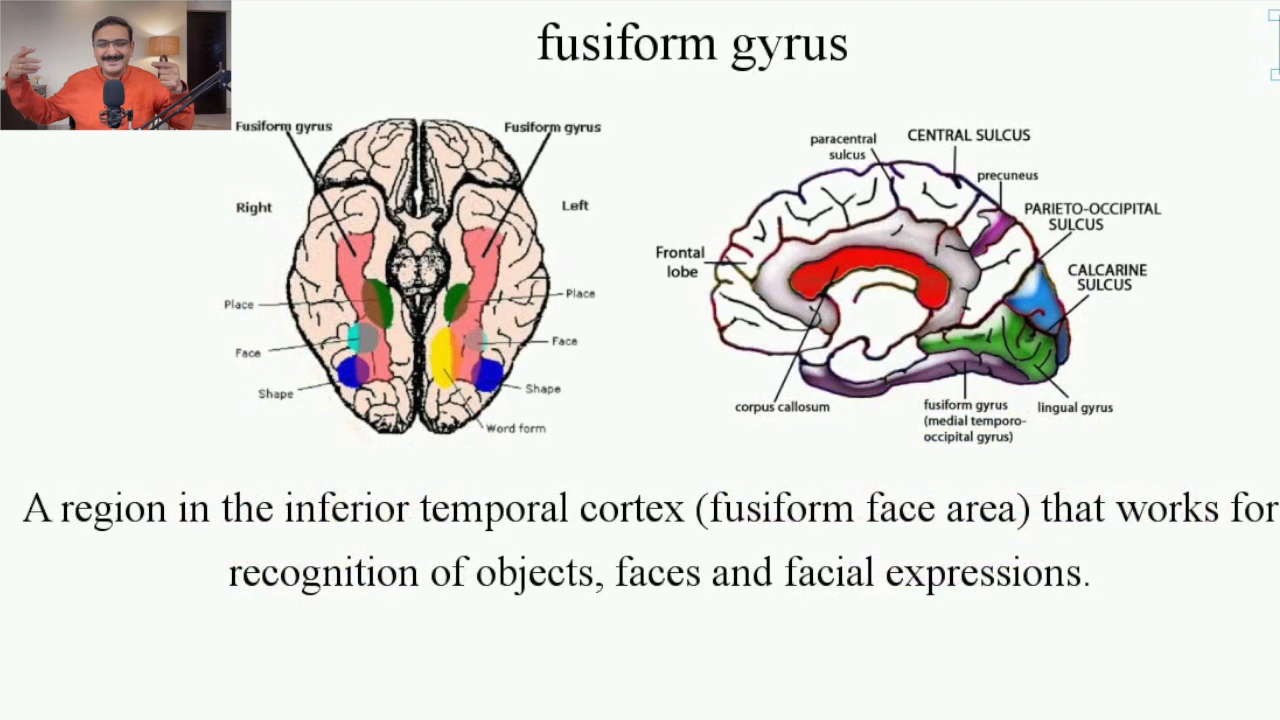 fusiform gyrus
Fusiform gyrus
Fusiform gyrus
Right
Left
Place
Place
Face
Face
Shape
Shape
Word form
paracentral
sulcus
CENTRAL SULCUS
precuneus
PARIETO-OCCIPITAL
SULCUS
Frontal
lobe
CALCARINE
SULCUS
corpus callosum
fusiform gyrus
(medial temporo-
occipital gyrus)
lingual gyrus
A region in the inferior temporal cortex (fusiform face area) that works for
recognition of objects, faces and facial expressions.